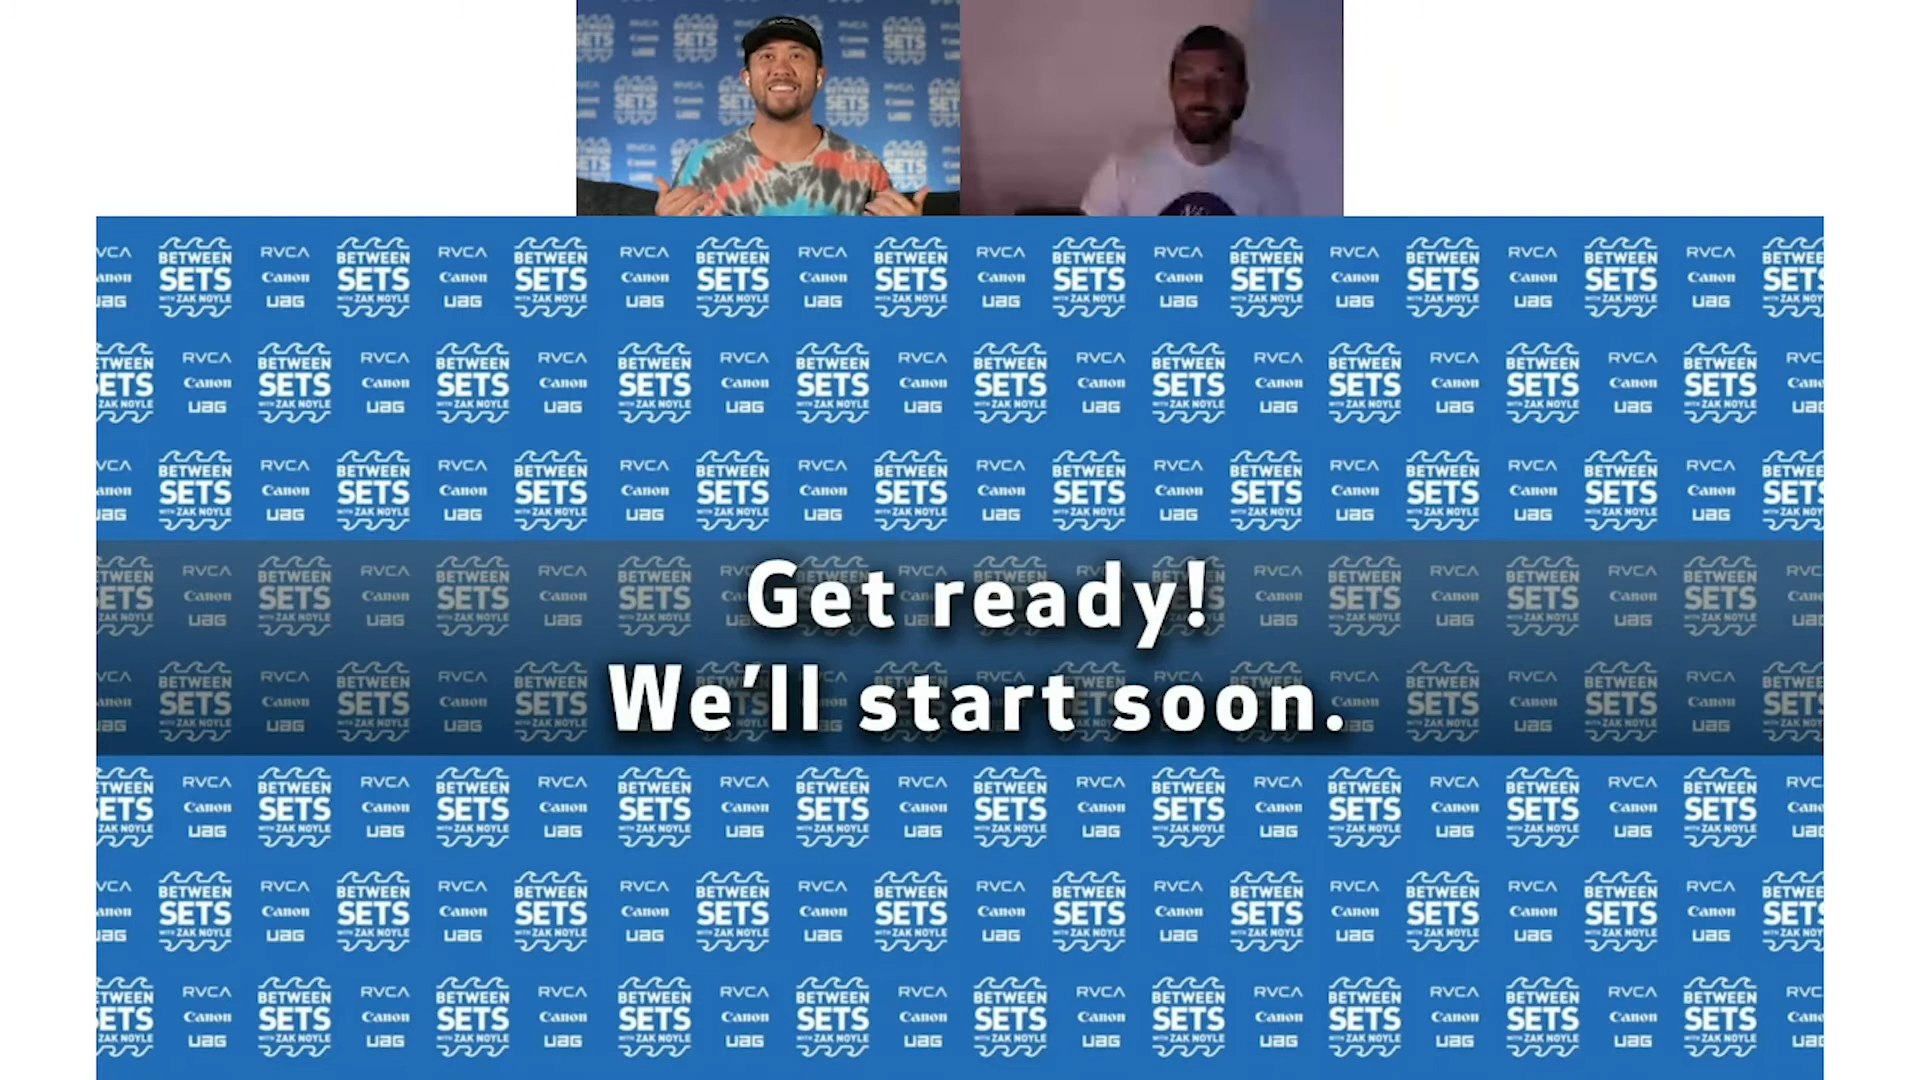 RVCA
Canon
UAG
BETWEEN
SETS
WITH ZAK NOYLE
Get ready!
We'll start soon.